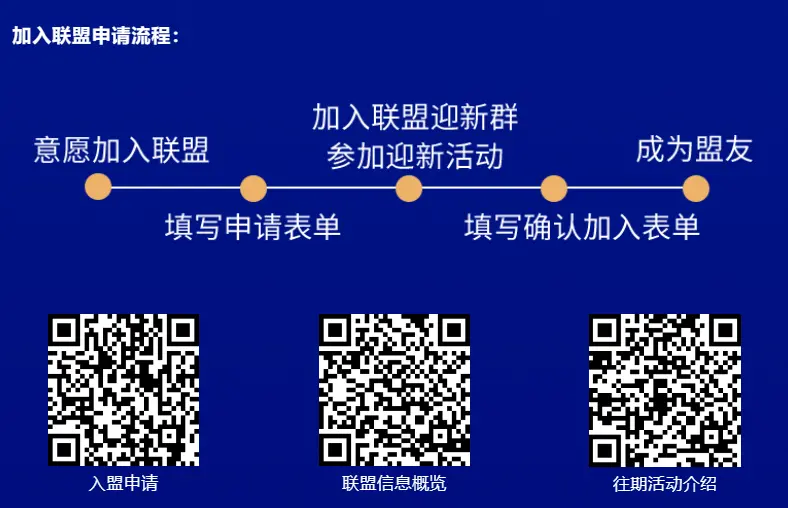 加入联盟申请流程：
意愿加入联盟
填写申请表单
加入联盟迎新群
参加迎新活动
填写确认加入表单
成为盟友
入盟申请
联盟信息概览
往期活动介绍